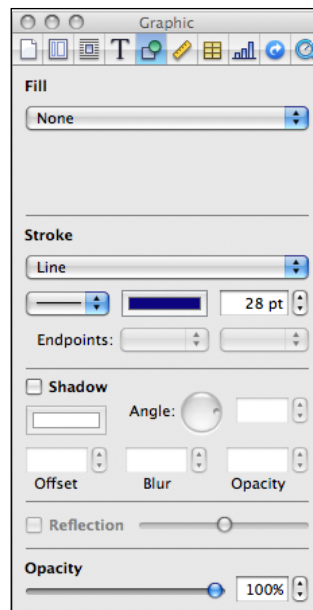 Graphic
T
Fill
None
Stroke
Line
28 pt
Endpoints:
Shadow
Angle:
Offset Blur Opacity
Reflection
Opacity
100%